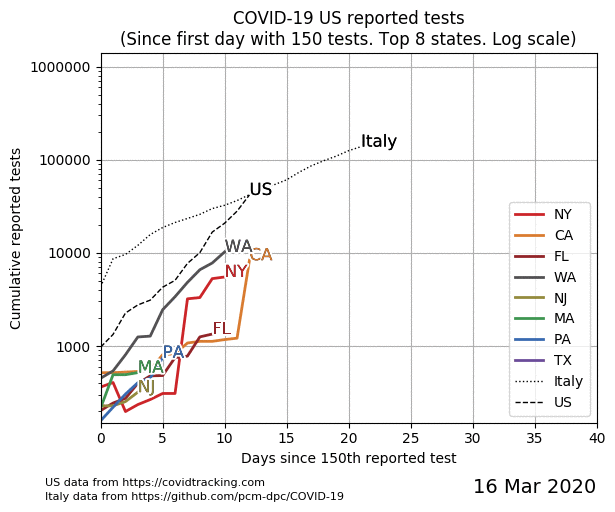 COVID-19 US reported tests
(Since first day with 150 tests. Top 8 states. Log scale)
Cumulative reported tests
1000000
100000
10000
1000
Italy
US
WA
CA
NY
FL
PA
MA
NJ
NY
CA
FL
WA
NJ
MA
PA
TX
Italy
US
0 5 10 15 20 25 30 35 40
Days since 150th reported test
US data from https://covidtracking.com
Italy data from https://github.com/pcm-dpc/COVID-19
16 Mar 2020